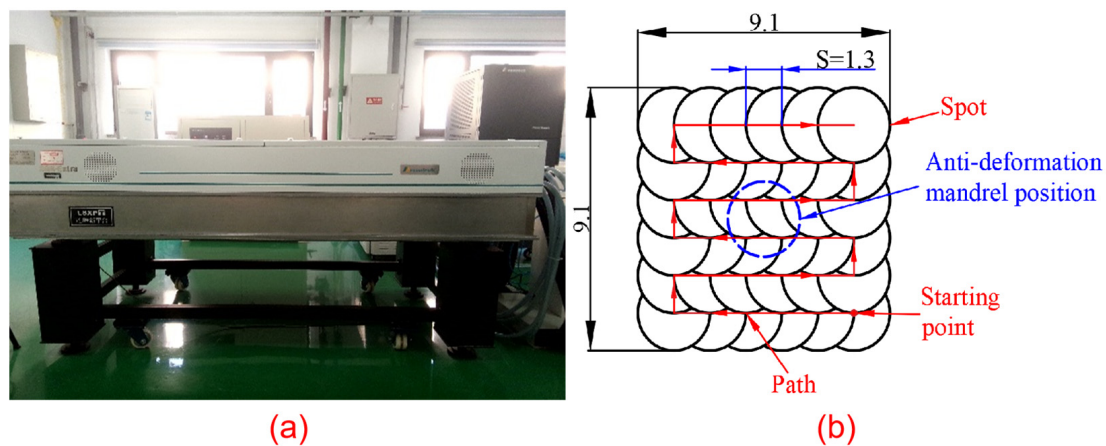 9.1
S=1.3
Spot
Anti-deformation
mandrel position
9.1
Starting
point
Path
(a)
(b)